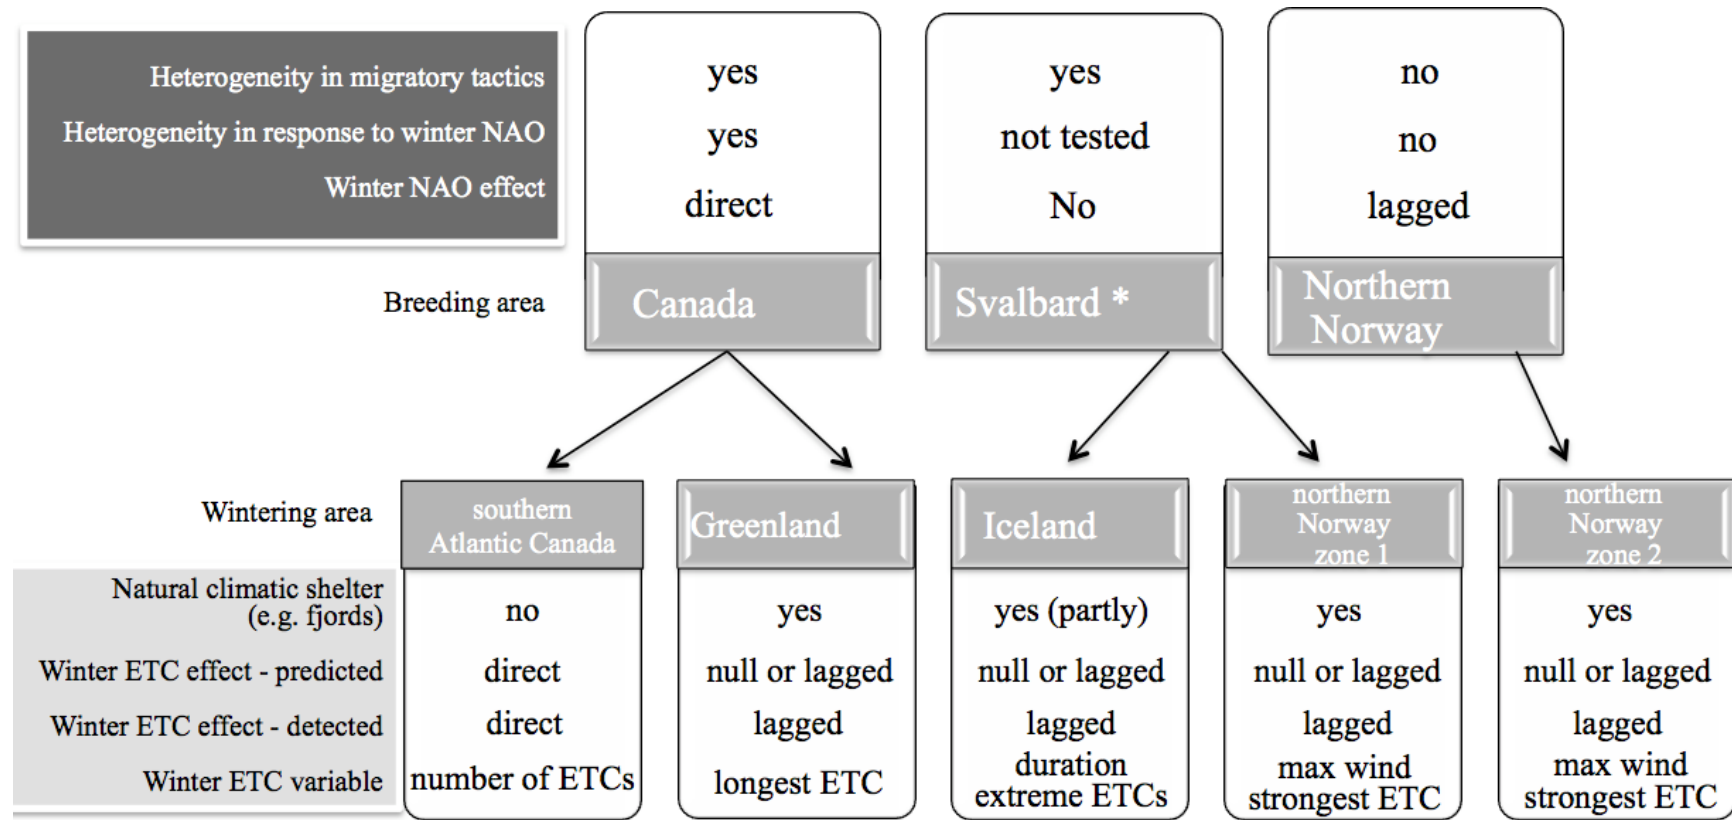 Heterogeneity in migratory tactics
yes
yes
no
Heterogeneity in response to winter NAO
yes
not tested
no
Winter NAO effect
direct
No
lagged
Breeding area
Canada
Svalbard *
Northern
Norway
Wintering area
southern
Atlantic Canada
Greenland
Iceland
northern
Norway
zone 1
northern
Norway
zone 2
Natural climatic shelter
(e.g. fjords)
no
yes
yes (partly)
yes
yes
Winter ETC effect - predicted
direct
null or lagged
null or lagged
null or lagged
null or lagged
Winter ETC effect - detected
direct
lagged
lagged
lagged
lagged
Winter ETC variable
number of ETCs
longest ETC
duration
extreme ETCs
max wind
strongest ETC
max wind
strongest ETC